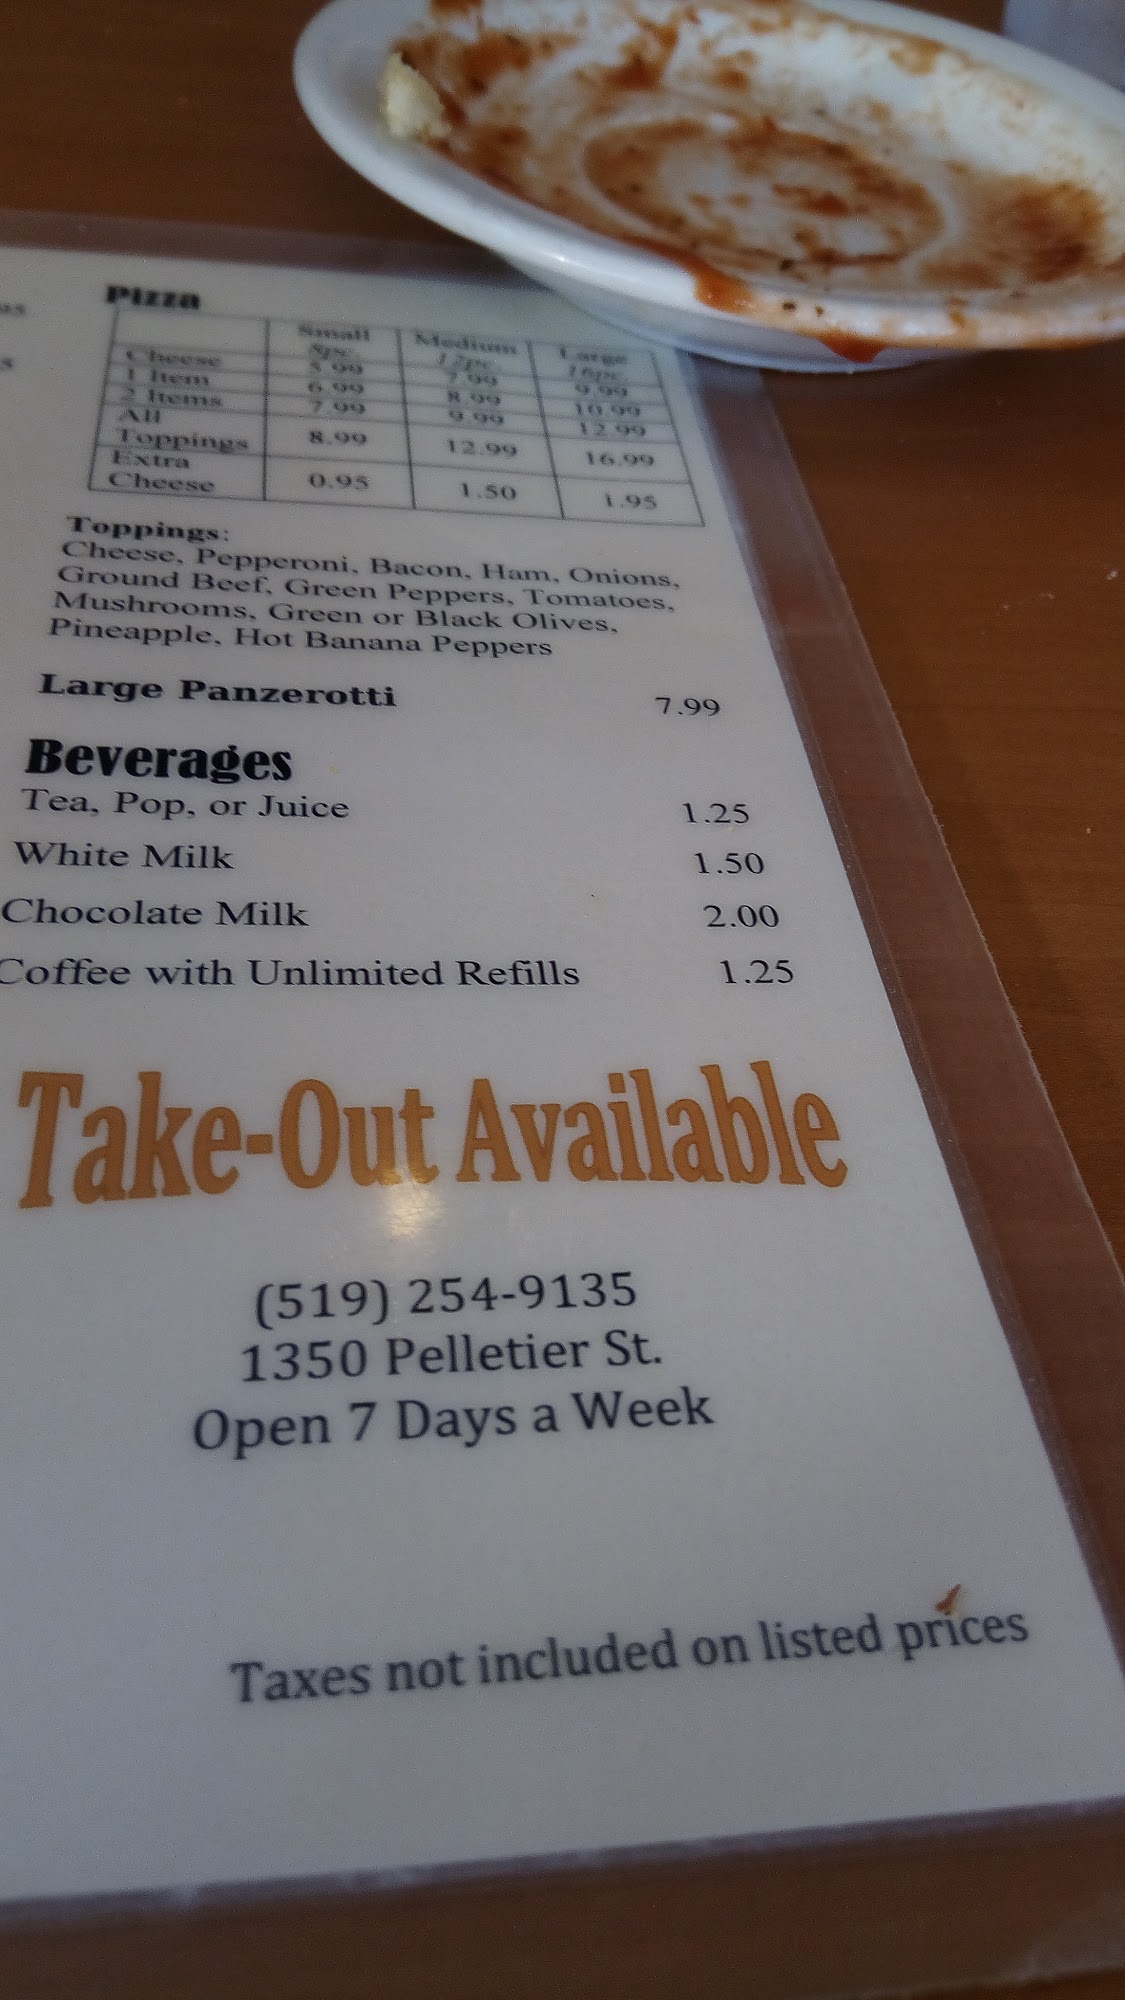 Pizza
Small Medium Large
8pc. 12pc. 16pc.
Cheese 5.99 7.99 9.99
1 Item 6.99 8.99 10.99
2 Items 7.99 9.99 12.99
All
Toppings 8.99 12.99 16.99
Extra
Cheese 0.95 1.50 1.95
Toppings:
Cheese, Pepperoni, Bacon, Ham, Onions,
Ground Beef, Green Peppers, Tomatoes,
Mushrooms, Green or Black Olives,
Pineapple, Hot Banana Peppers
Large Panzerotti 7.99
Beverages
Tea, Pop, or Juice 1.25
White Milk 1.50
Chocolate Milk 2.00
Coffee with Unlimited Refills 1.25
Take-Out Available
(519) 254-9135
1350 Pelletier St.
Open 7 Days a Week
Taxes not included on listed prices